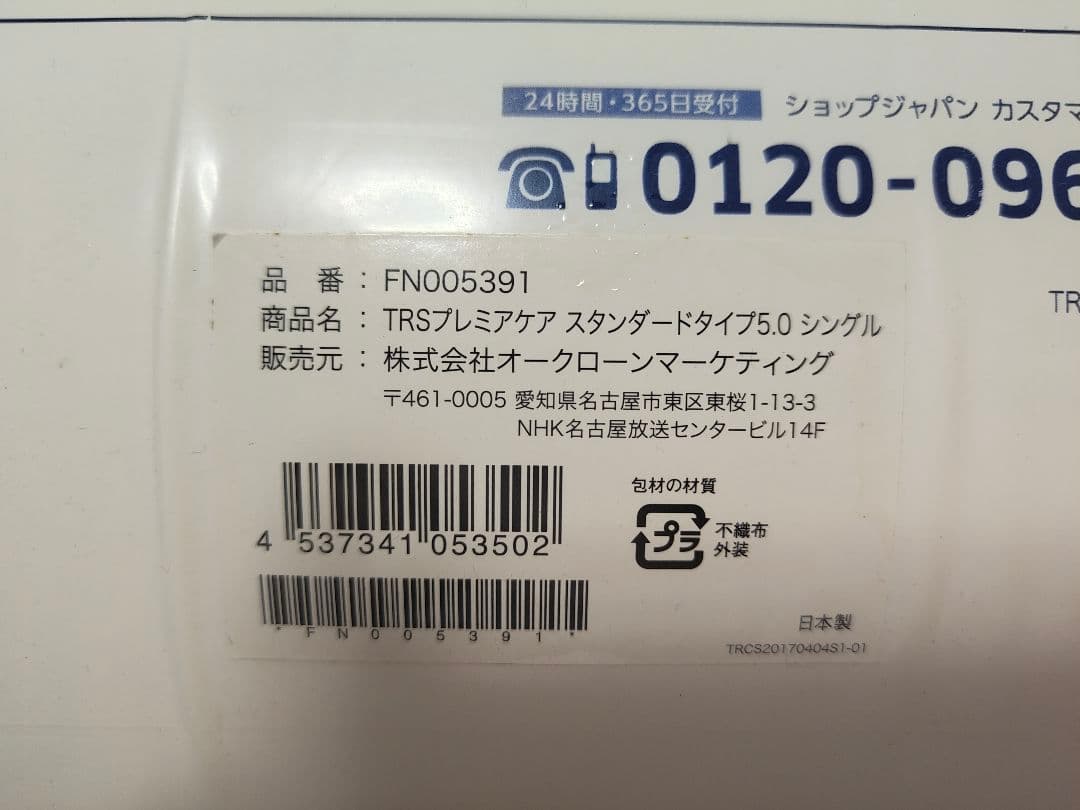 24時間・365日受付 ショップジャパン カスタマ
0120-096
TR
品 番 : FN005391
商品名 : TRSプレミアケア スタンダードタイプ5.0 シングル
販売元 : 株式会社オークローンマーケティング
〒461-0005 愛知県名古屋市東区東桜1-13-3
NHK名古屋放送センタービル14F
包材の材質
プラ 不織布
外装
4 537341 053502
*FN005391*
日本製
TRCS20170404S1-01